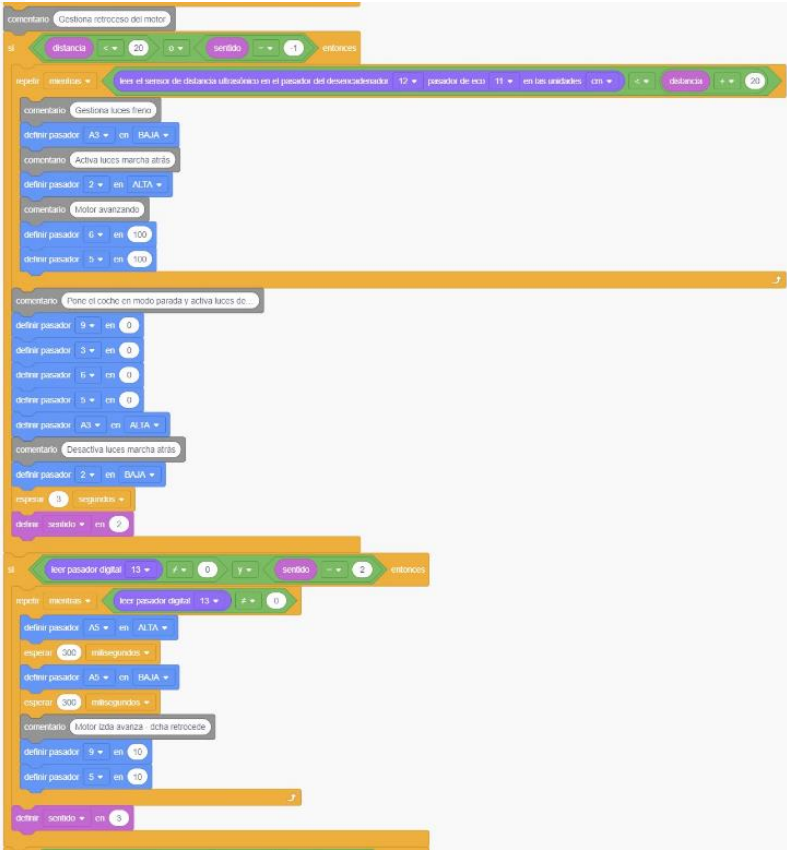 comentario Gestiona retroceso del motor
si distancia < 20 o sentido = -1 entonces
repetir mientras leer el sensor de distancia ultrasónico en el pasador del desencadenador 12 pasador de eco 11 en las unidades cm < distancia + 20
comentario Gestiona luces freno
definir pasador A3 en BAJA
comentario Activa luces marcha atrás
definir pasador 2 en ALTA
comentario Motor avanzando
definir pasador 6 en 100
definir pasador 5 en 100
comentario Pone el coche en modo parada y activa luces de...
definir pasador 9 en 0
definir pasador 3 en 0
definir pasador 6 en 0
definir pasador 5 en 0
definir pasador A3 en ALTA
comentario Desactiva luces marcha atrás
definir pasador 2 en BAJA
esperar 3 segundos
definir sentido en 2
si leer pasador digital 13 ≠ 0 y sentido = 2 entonces
repetir mientras leer pasador digital 13 ≠ 0
definir pasador A5 en ALTA
esperar 300 milisegundos
definir pasador A5 en BAJA
esperar 300 milisegundos
comentario Motor izda avanza - dcha retrocede
definir pasador 9 en 10
definir pasador 5 en 10
definir sentido en 3